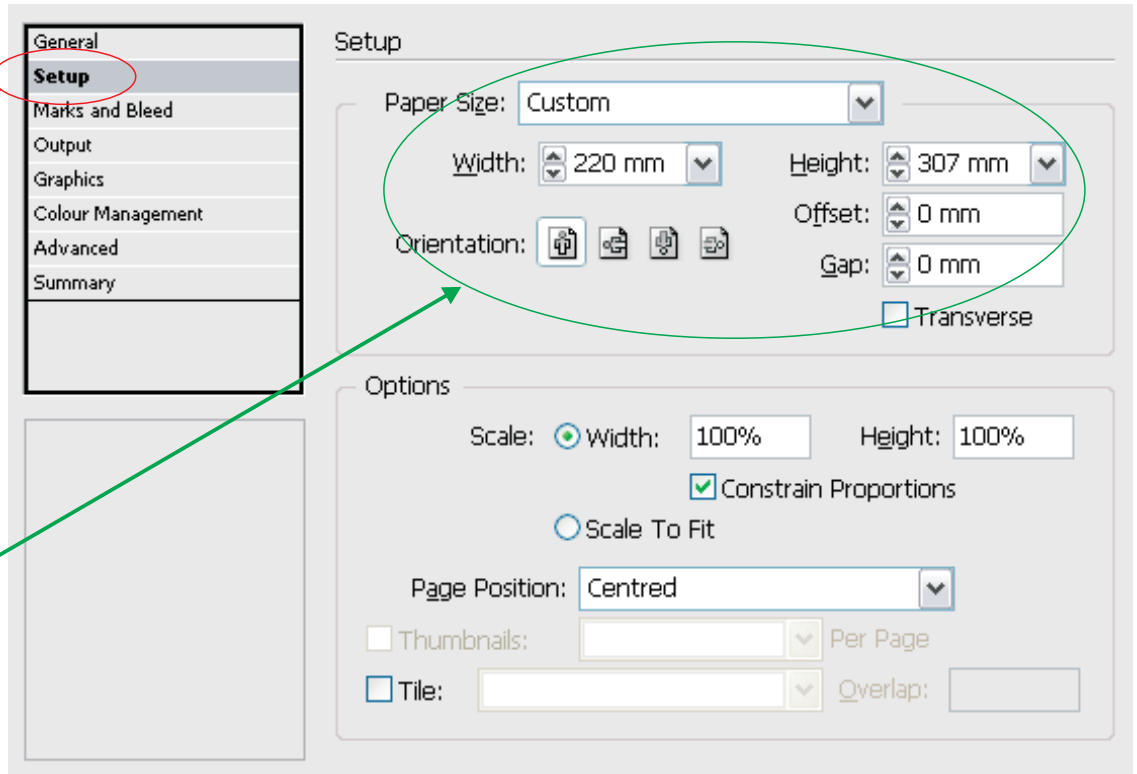 General
Setup
Marks and Bleed
Output
Graphics
Colour Management
Advanced
Summary
Setup
Paper Size: Custom
Width: 220 mm Height: 307 mm
Offset: 0 mm
Orientation:
Gap: 0 mm
Transverse
Options
Scale: Width: 100% Height: 100%
Constrain Proportions
Scale To Fit
Page Position: Centred
Thumbnails: Per Page
Tile: Overlap: